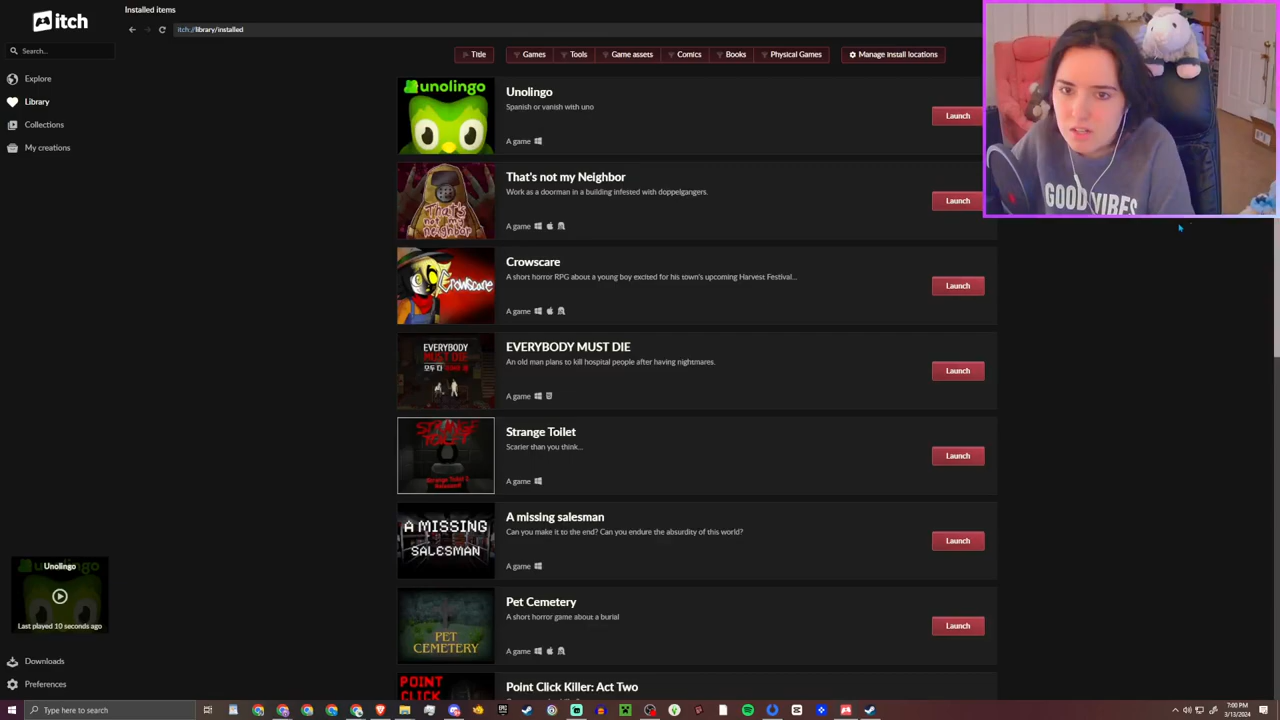 itch
Installed items
itch://library/installed
Search...
Explore
Library
Collections
My creations
Title
Games
Tools
Game assets
Comics
Books
Physical Games
Manage install locations
unolingo
Unolingo
Spanish or vanish with uno
A game
Launch
That's not my neighbor
That's not my Neighbor
Work as a doorman in a building infested with doppelgangers.
A game
Launch
Crowscare
Crowscare
A short horror RPG about a young boy excited for his town's upcoming Harvest Festival...
A game
Launch
EVERYBODY
MUST DIE
EVERYBODY MUST DIE
An old man plans to kill hospital people after having nightmares.
A game
Launch
STRANGE
TOILET
Strange Toilet
Scarier than you think...
A game
Launch
A MISSING
SALESMAN
A missing salesman
Can you make it to the end? Can you endure the absurdity of this world?
A game
Launch
PET
CEMETERY
Pet Cemetery
A short horror game about a burial
A game
Launch
POINT
CLICK
Point Click Killer: Act Two
GOOD VIBES
Unolingo
Last played 10 seconds ago
Downloads
Preferences
Type here to search
7:00 PM
3/13/2024